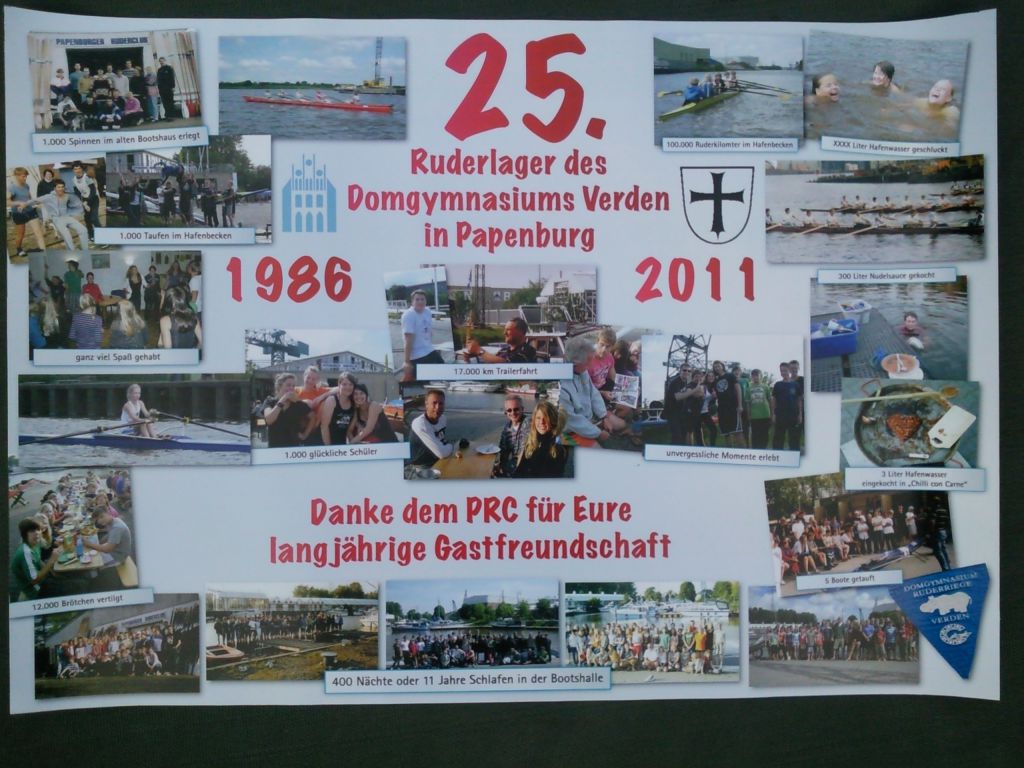 PAPENBURGER RUDERCLUB
1.000 Spinnen im alten Bootshaus erlegt
25.
100.000 Ruderkilomter im Hafenbecken
XXXX Liter Hafenwasser geschluckt
Ruderlager des
Domgymnasiums Verden
in Papenburg
1.000 Taufen im Hafenbecken
1986
2011
300 Liter Nudelsauce gekocht
ganz viel Spaß gehabt
17.000 km Trailerfahrt
1.000 glückliche Schüler
unvergessliche Momente erlebt
3 Liter Hafenwasser
eingekocht in „Chilli con Carne"
Danke dem PRC für Eure
langjährige Gastfreundschaft
5 Boote getauft
DOMGYMNASIUM
RUDERRIEGE
VERDEN
12.000 Brötchen vertilgt
400 Nächte oder 11 Jahre Schlafen in der Bootshalle